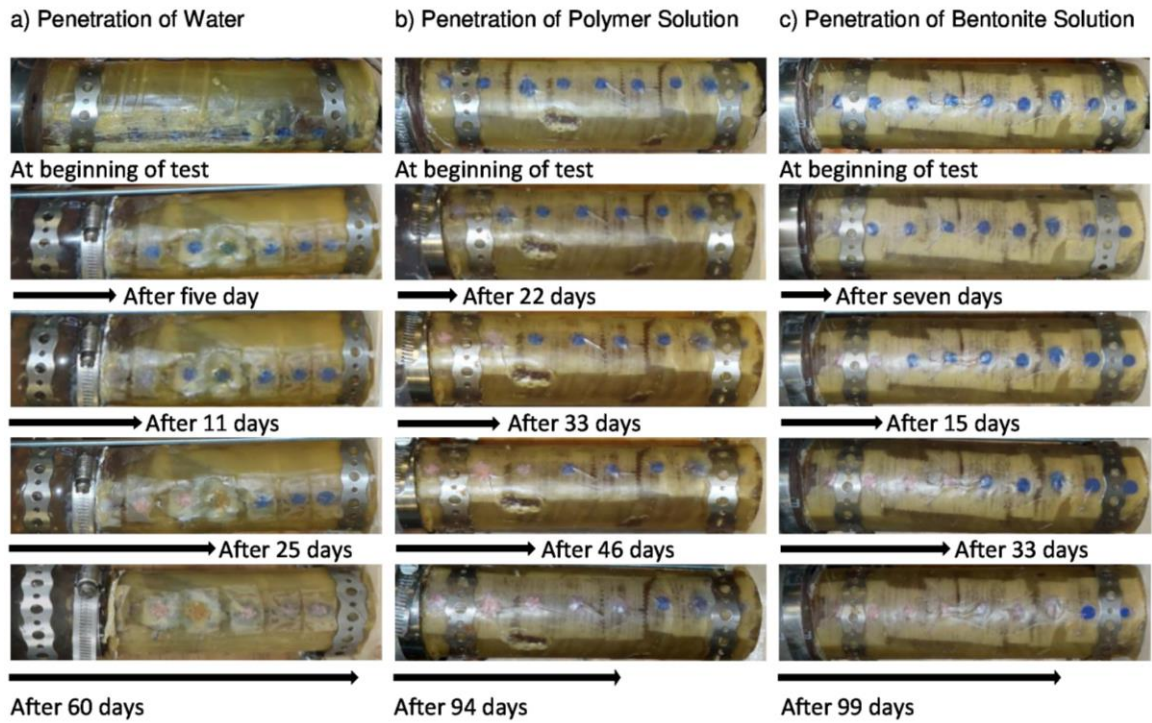 a) Penetration of Water
b) Penetration of Polymer Solution
c) Penetration of Bentonite Solution
At beginning of test
At beginning of test
At beginning of test
After five day
After 22 days
After seven days
After 11 days
After 33 days
After 15 days
After 25 days
After 46 days
After 33 days
After 60 days
After 94 days
After 99 days